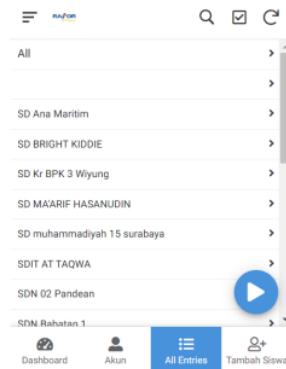 RAJOR
All
SD Ana Maritim
SD BRIGHT KIDDIE
SD Kr BPK 3 Wiyung
SD MA'ARIF HASANUDIN
SD muhammadiyah 15 surabaya
SDIT AT TAQWA
SDN 02 Pandean
SDN Babatan 1
Dashboard
Akun
All Entries
Tambah Siswa